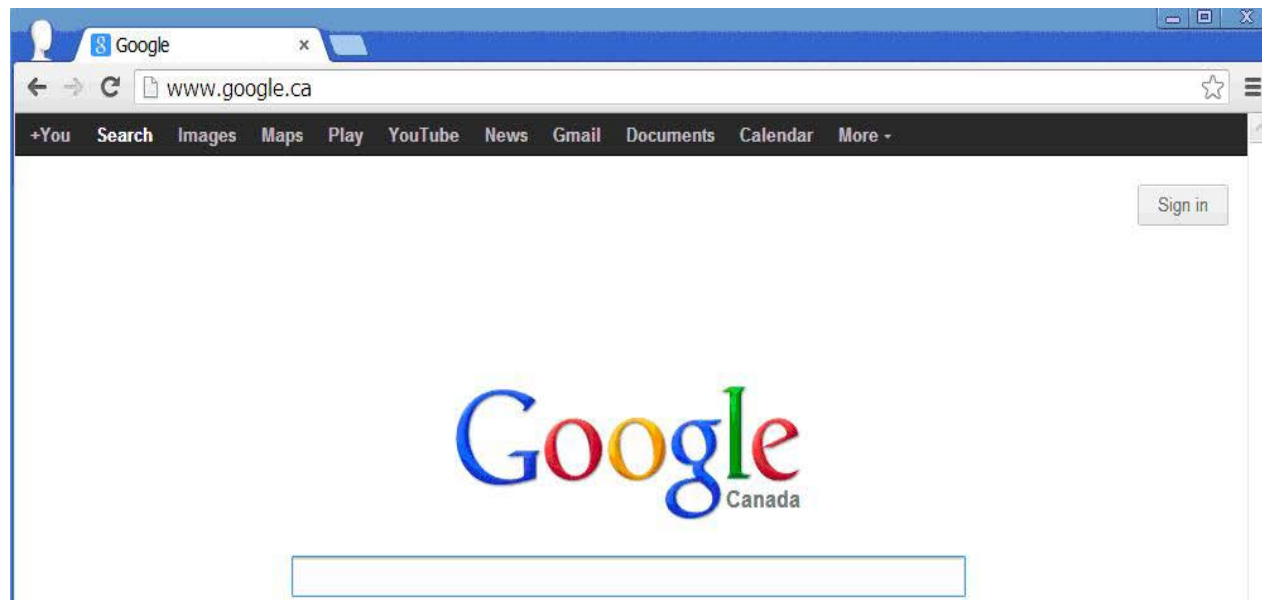 Google
www.google.ca
+You Search Images Maps Play YouTube News Gmail Documents Calendar More
Sign in
Google
Canada